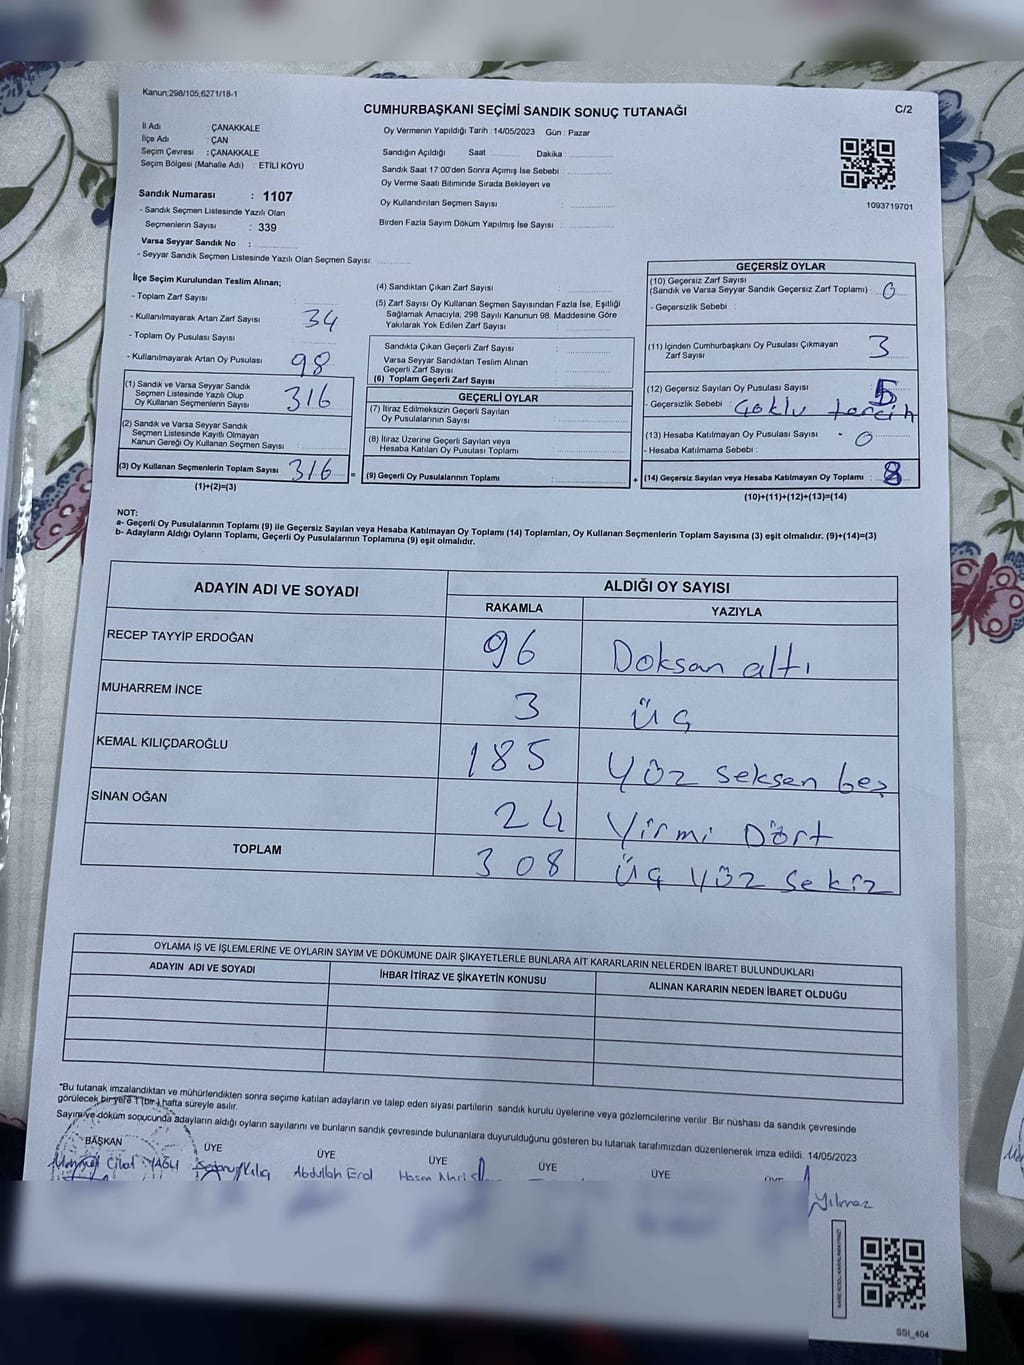 Kanun;298/105;6271/18-1
CUMHURBAŞKANI SEÇİMİ SANDIK SONUÇ TUTANAĞI
C/2
İl Adı : ÇANAKKALE
İlçe Adı : ÇAN
Seçim Çevresi : ÇANAKKALE
Seçim Bölgesi (Mahalle Adı) : ETİLİ KÖYÜ
Oy Vermenin Yapıldığı Tarih : 14/05/2023 Gün : Pazar
Sandığın Açıldığı Saat Dakika :
Sandık Saat 17:00'den Sonra Açımış İse Sebebi :
Oy Verme Saati Bitiminde Sırada Bekleyen ve
Oy Kullandırılan Seçmen Sayısı :
Birden Fazla Sayım Döküm Yapılmış İse Sayısı :
1093719701
Sandık Numarası : 1107
- Sandık Seçmen Listesinde Yazılı Olan
Seçmenlerin Sayısı : 339
Varsa Seyyar Sandık No :
- Seyyar Sandık Seçmen Listesinde Yazılı Olan Seçmen Sayısı:
İlçe Seçim Kurulundan Teslim Alınan;
- Toplam Zarf Sayısı :
- Kullanılmayarak Artan Zarf Sayısı : 34
- Toplam Oy Pusulası Sayısı :
- Kullanılmayarak Artan Oy Pusulası : 98
(1) Sandık ve Varsa Seyyar Sandık
Seçmen Listesinde Yazılı Olup
Oy Kullanan Seçmenlerin Sayısı : 316
(2) Sandık ve Varsa Seyyar Sandık
Seçmen Listesinde Kayıtlı Olmayan
Kanun Gereği Oy Kullanan Seçmen Sayısı :
(3) Oy Kullanan Seçmenlerin Toplam Sayısı : 316
(1)+(2)=(3)
(4) Sandıktan Çıkan Zarf Sayısı :
(5) Zarf Sayısı Oy Kullanan Seçmen Sayısından Fazla İse, Eşitliği
Sağlamak Amacıyla, 298 Sayılı Kanunun 98. Maddesine Göre
Yakılarak Yok Edilen Zarf Sayısı :
Sandıkta Çıkan Geçerli Zarf Sayısı :
Varsa Seyyar Sandıktan Teslim Alınan
Geçerli Zarf Sayısı :
(6) Toplam Geçerli Zarf Sayısı :
GEÇERLİ OYLAR
(7) İtiraz Edilmeksizin Geçerli Sayılan
Oy Pusulalarının Sayısı :
(8) İtiraz Üzerine Geçerli Sayılan veya
Hesaba Katılan Oy Pusulası Toplamı :
= (9) Geçerli Oy Pusulalarının Toplamı :
GEÇERSİZ OYLAR
(10) Geçersiz Zarf Sayısı
(Sandık ve Varsa Seyyar Sandık Geçersiz Zarf Toplamı) : 0
- Geçersizlik Sebebi :
(11) İçinden Cumhurbaşkanı Oy Pusulası Çıkmayan
Zarf Sayısı : 3
(12) Geçersiz Sayılan Oy Pusulası Sayısı : 5
- Geçersizlik Sebebi : Çoklu tercih
(13) Hesaba Katılmayan Oy Pusulası Sayısı : 0
- Hesaba Katılmama Sebebi :
+ (14) Geçersiz Sayılan veya Hesaba Katılmayan Oy Toplamı : 8
(10)+(11)+(12)+(13)=(14)
NOT:
a- Geçerli Oy Pusulalarının Toplamı (9) ile Geçersiz Sayılan veya Hesaba Katılmayan Oy Toplamı (14) Toplamları, Oy Kullanan Seçmenlerin Toplam Sayısına (3) eşit olmalıdır. (9)+(14)=(3)
b- Adayların Aldığı Oyların Toplamı, Geçerli Oy Pusulalarının Toplamına (9) eşit olmalıdır.
ADAYIN ADI VE SOYADI ALDIĞI OY SAYISI
RAKAMLA YAZIYLA
RECEP TAYYİP ERDOĞAN 96 Doksan altı
MUHARREM İNCE 3 üç
KEMAL KILIÇDAROĞLU 185 Yüz seksen beş
SİNAN OĞAN 24 Yirmi Dört
TOPLAM 308 üç yüz sekiz
OYLAMA İŞ VE İŞLEMLERİNE VE OYLARIN SAYIM VE DÖKÜMÜNE DAİR ŞİKAYETLERLE BUNLARA AİT KARARLARIN NELERDEN İBARET BULUNDUKLARI
ADAYIN ADI VE SOYADI İHBAR İTİRAZ VE ŞİKAYETİN KONUSU ALINAN KARARIN NEDEN İBARET OLDUĞU
"Bu tutanak imzalandıktan ve mühürlendikten sonra seçime katılan adayların ve talep eden siyasi partilerin sandık kurulu üyelerine veya gözlemcilerine verilir. Bir nüshası da sandık çevresinde
görülecek bir yere 1 (bir) hafta süreyle asılır.
Sayım ve döküm sonucunda adayların aldığı oyların sayılarını ve bunların sandık çevresinde bulunanlara duyurulduğunu gösteren bu tutanak tarafımızdan düzenlenerek imza edildi. 14/05/2023
BAŞKAN ÜYE ÜYE ÜYE ÜYE ÜYE ÜYE
Abdullah Erol
Yılmaz
SSI_404